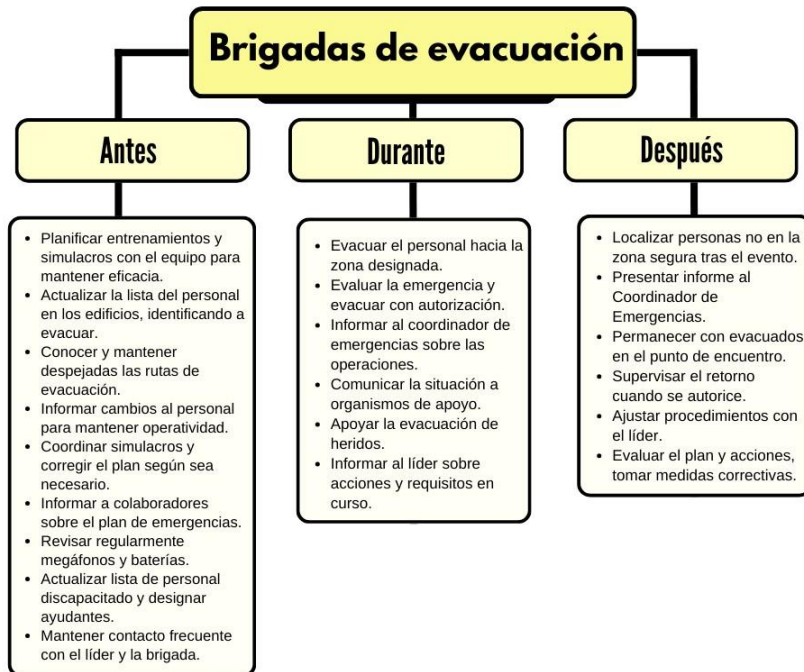 Brigadas de evacuación
Antes
• Planificar entrenamientos y
simulacros con el equipo para
mantener eficacia.
• Actualizar la lista del personal
en los edificios, identificando a
evacuar.
• Conocer y mantener
despejadas las rutas de
evacuación.
• Informar cambios al personal
para mantener operatividad.
• Coordinar simulacros y
corregir el plan según sea
necesario.
• Informar a colaboradores
sobre el plan de emergencias.
• Revisar regularmente
megáfonos y baterías.
• Actualizar lista de personal
discapacitado y designar
ayudantes.
• Mantener contacto frecuente
con el líder y la brigada.
Durante
• Evacuar el personal hacia la
zona designada.
• Evaluar la emergencia y
evacuar con autorización.
• Informar al coordinador de
emergencias sobre las
operaciones.
• Comunicar la situación a
organismos de apoyo.
• Apoyar la evacuación de
heridos.
• Informar al líder sobre
acciones y requisitos en
curso.
Después
• Localizar personas no en la
zona segura tras el evento.
• Presentar informe al
Coordinador de
Emergencias.
• Permanecer con evacuados
en el punto de encuentro.
• Supervisar el retorno
cuando se autorice.
• Ajustar procedimientos con
el líder.
• Evaluar el plan y acciones,
tomar medidas correctivas.